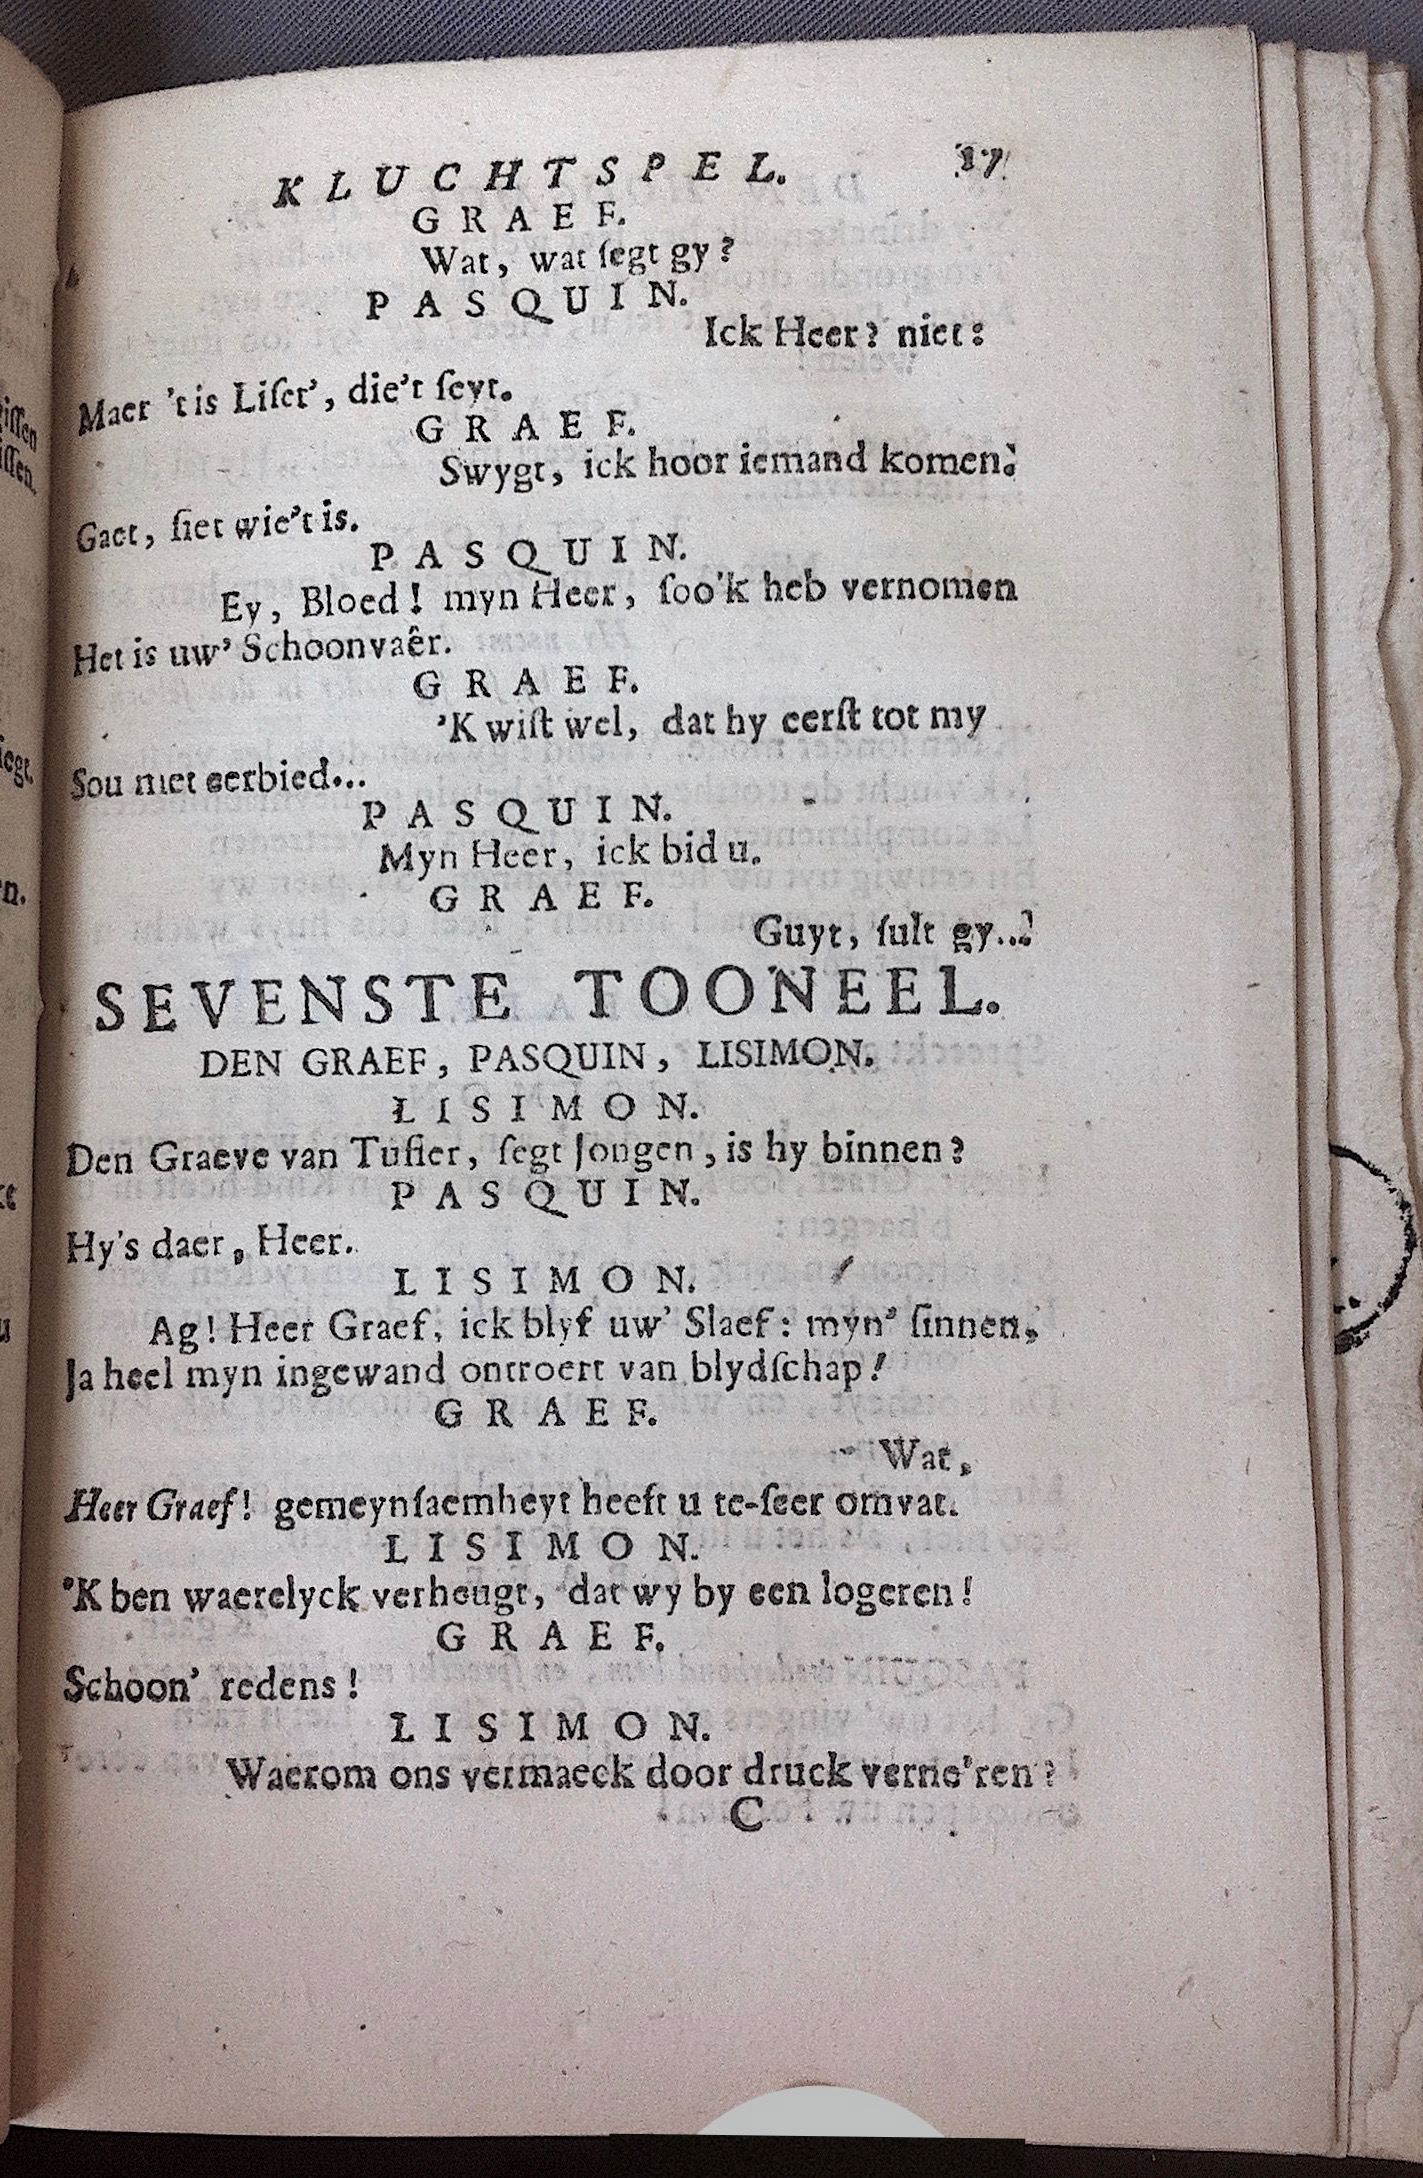 KLUCHTSPEL. 17
GRAEF.
Wat, wat ſegt gy?
PASQUIN.
Ick Heer? niet:
Maer 't is Liſet', die't ſeyt.
GRAEF.
Swygt, ick hoor iemand komen.
Gaet, ſiet wie't is.
PASQUIN.
Ey, Bloed! myn Heer, ſoo'k heb vernomen
Het is uw' Schoonvaêr.
GRAEF.
'K wiſt wel, dat hy eerſt tot my
Sou met eerbied...
PASQUIN.
Myn Heer, ick bid u.
GRAEF.
Guyt, ſult gy...!
SEVENSTE TOONEEL.
DEN GRAEF, PASQUIN, LISIMON.
LISIMON.
Den Graeve van Tufier, ſegt Jongen, is hy binnen?
PASQUIN.
Hy's daer, Heer.
LISIMON.
Ag! Heer Graef, ick blyf uw' Slaef: myn' ſinnen,
Ja heel myn ingewand ontroert van blydſchap!
GRAEF.
Wat,
Heer Graef! gemeynſaemheyt heeft u te-ſeer omvat.
LISIMON.
'K ben waerelyck verheugt, dat wy by een logeren!
GRAEF.
Schoon' redens!
LISIMON.
Waerom ons vermaeck door druck verne'ren?
C